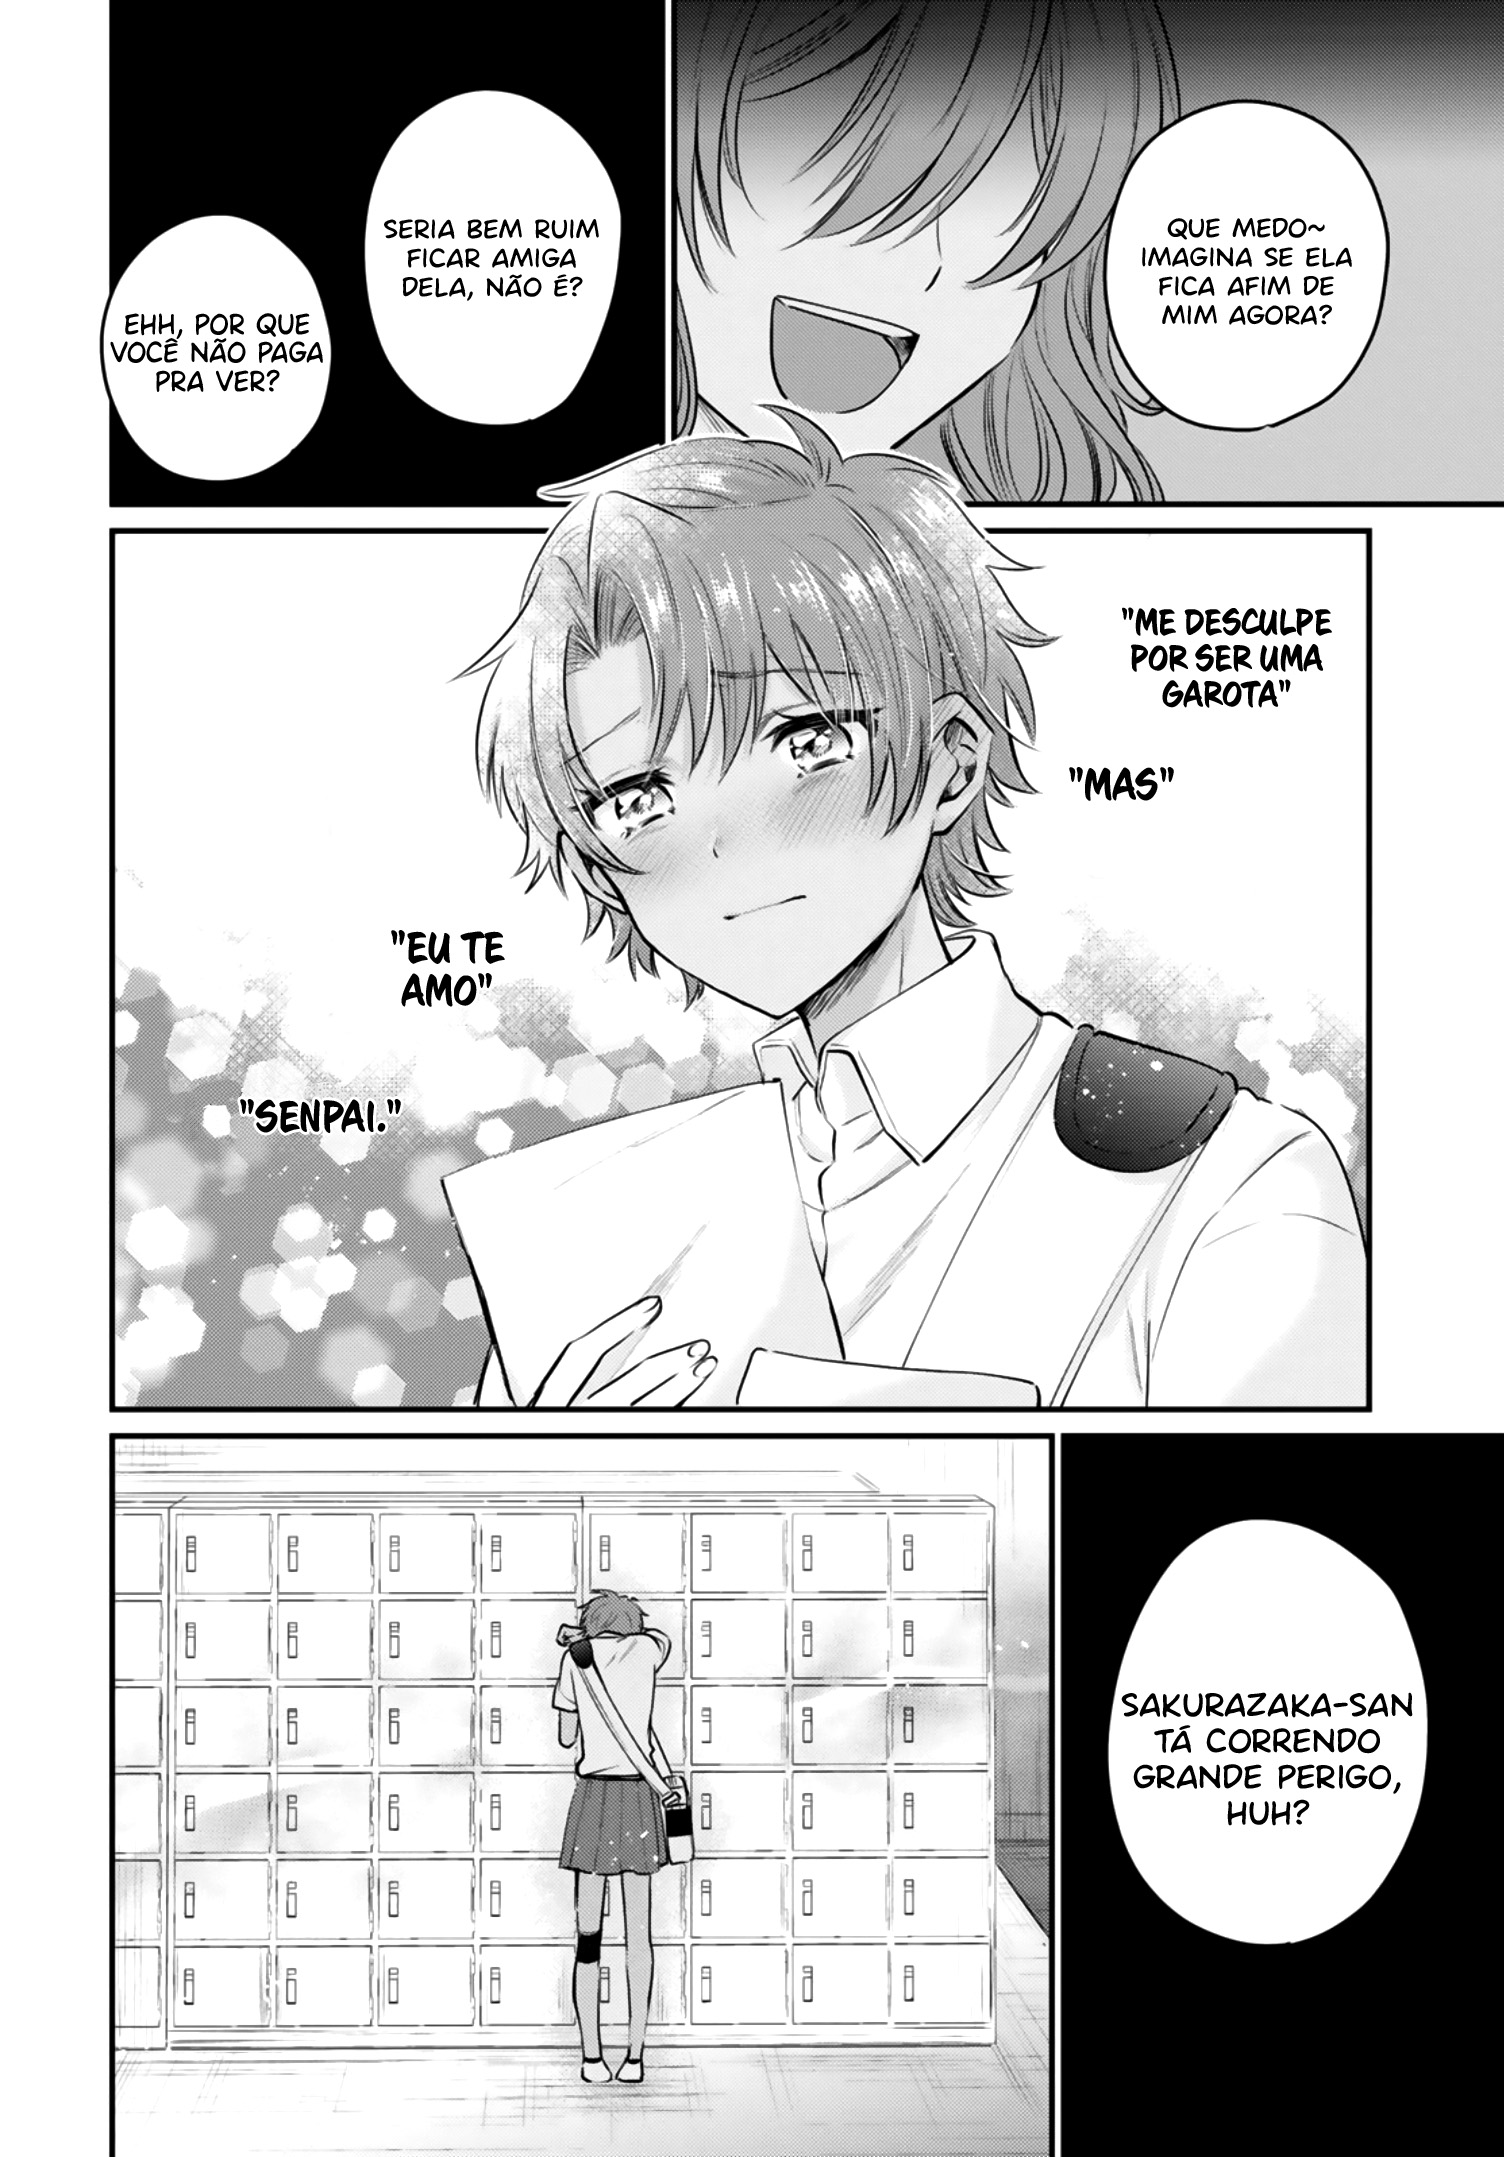 QUE MEDO~
IMAGINA SE ELA
FICA AFIM DE
MIM AGORA?
SERIA BEM RUIM
FICAR AMIGA
DELA, NÃO É?
EHH, POR QUE
VOCÊ NÃO PAGA
PRA VER?
"ME DESCULPE
POR SER UMA
GAROTA"
"MAS"
"EU TE
AMO"
"SENPAI."
SAKURAZAKA-SAN
TÁ CORRENDO
GRANDE PERIGO,
HUH?